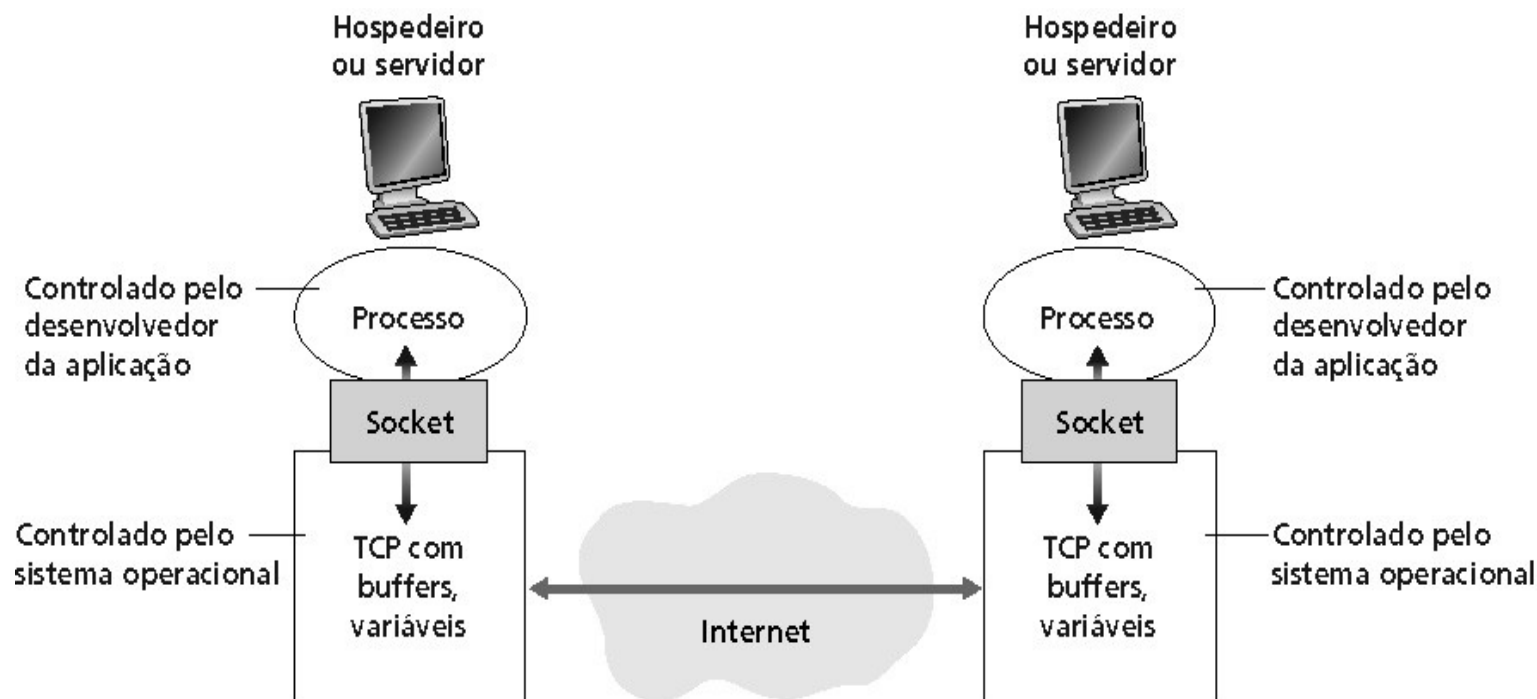 Hospedeiro
ou servidor
Hospedeiro
ou servidor
Controlado pelo
desenvolvedor
da aplicação
Processo
Processo
Controlado pelo
desenvolvedor
da aplicação
Socket
Socket
Controlado pelo
sistema operacional
TCP com
buffers,
variáveis
Internet
TCP com
buffers,
variáveis
Controlado pelo
sistema operacional